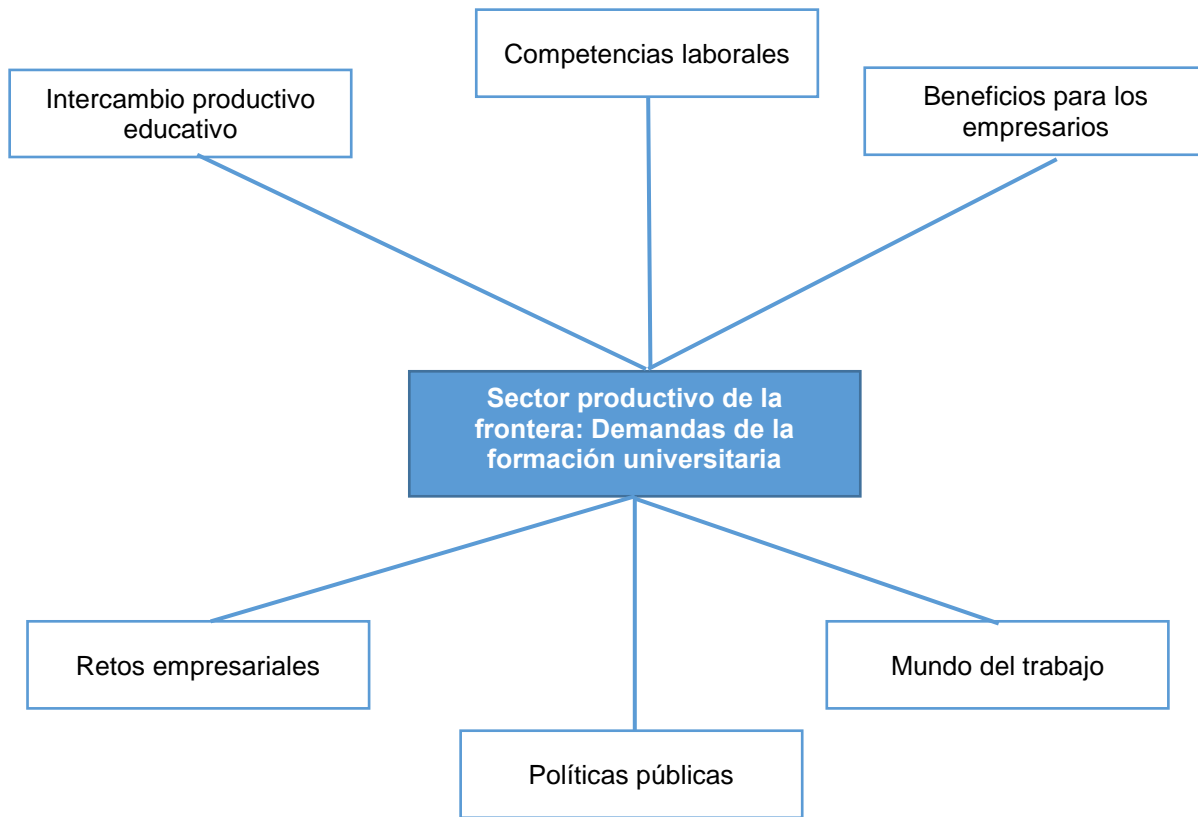 Competencias laborales
Intercambio productivo
educativo
Beneficios para los
empresarios
Sector productivo de la
frontera: Demandas de la
formación universitaria
Retos empresariales
Mundo del trabajo
Políticas públicas